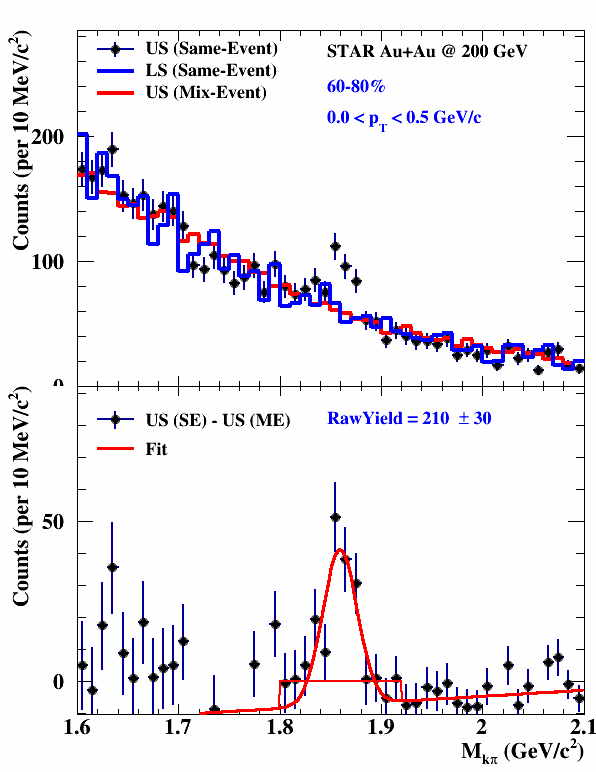 US (Same-Event)
LS (Same-Event)
US (Mix-Event)
STAR Au+Au @ 200 GeV
60-80%
0.0 < p_T < 0.5 GeV/c
Counts (per 10 MeV/c²)
200
100
0
US (SE) - US (ME)
Fit
RawYield = 210 ± 30
Counts (per 10 MeV/c²)
50
0
1.6 1.7 1.8 1.9 2 2.1
M_kπ (GeV/c²)